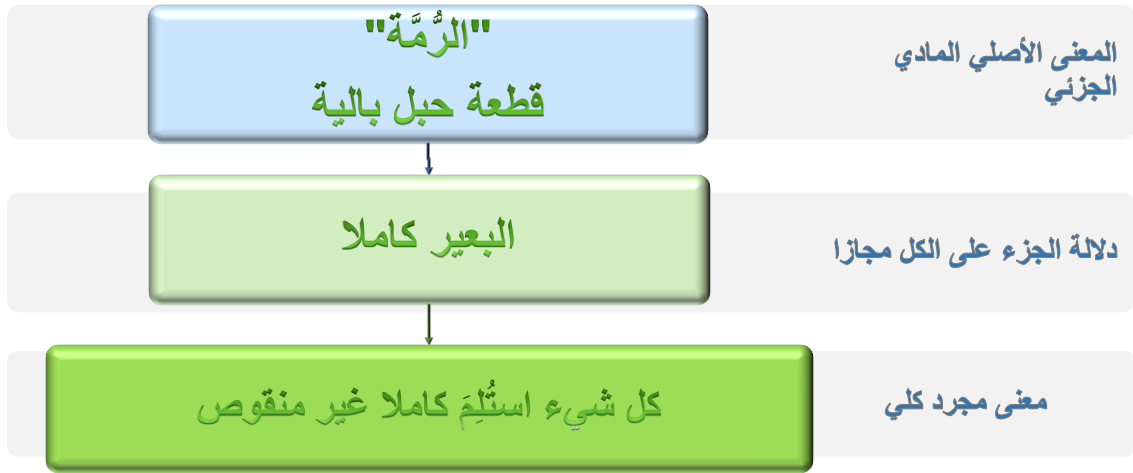 المعنى الأصلي المادي
الجزئي
"الرُّمَّة"
قطعة حبل بالية
دلالة الجزء على الكل مجازا
البعير كاملا
معنى مجرد كلي
كل شيء استُلِمَ كاملا غير منقوص